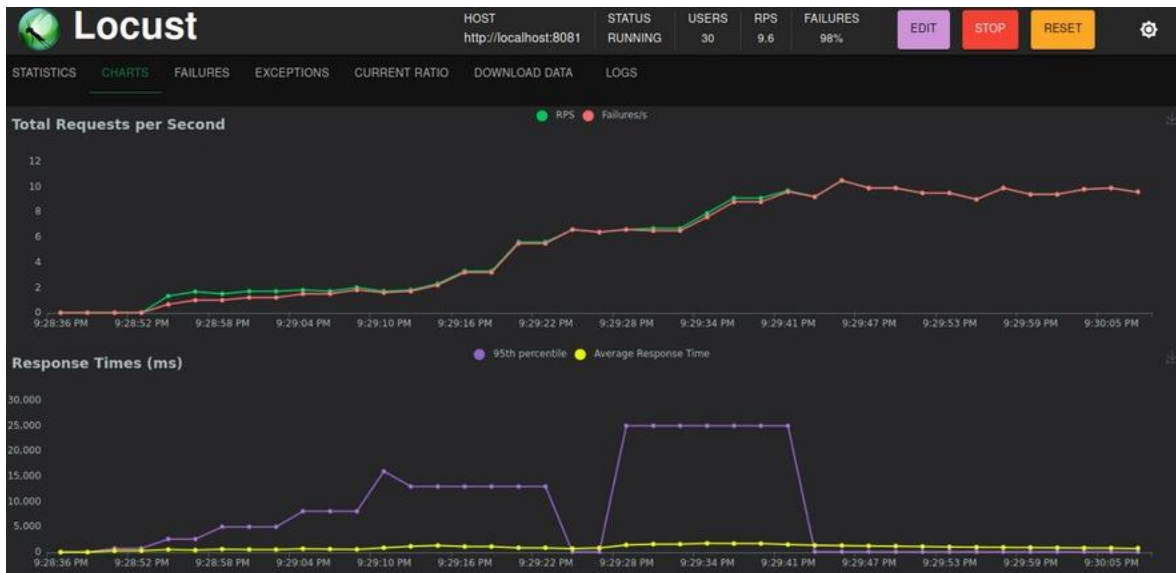 Locust
HOST
http://localhost:8081
STATUS
RUNNING
USERS
30
RPS
9.6
FAILURES
98%
EDIT
STOP
RESET
STATISTICS CHARTS FAILURES EXCEPTIONS CURRENT RATIO DOWNLOAD DATA LOGS
Total Requests per Second
RPS Failures/s
12
10
8
6
4
2
0
9:28:36 PM 9:28:52 PM 9:28:58 PM 9:29:04 PM 9:29:10 PM 9:29:16 PM 9:29:22 PM 9:29:28 PM 9:29:34 PM 9:29:41 PM 9:29:47 PM 9:29:53 PM 9:29:59 PM 9:30:05 PM
Response Times (ms)
95th percentile Average Response Time
30,000
25,000
20,000
15,000
10,000
5,000
0
9:28:36 PM 9:28:52 PM 9:28:58 PM 9:29:04 PM 9:29:10 PM 9:29:16 PM 9:29:22 PM 9:29:28 PM 9:29:34 PM 9:29:41 PM 9:29:47 PM 9:29:53 PM 9:29:59 PM 9:30:05 PM